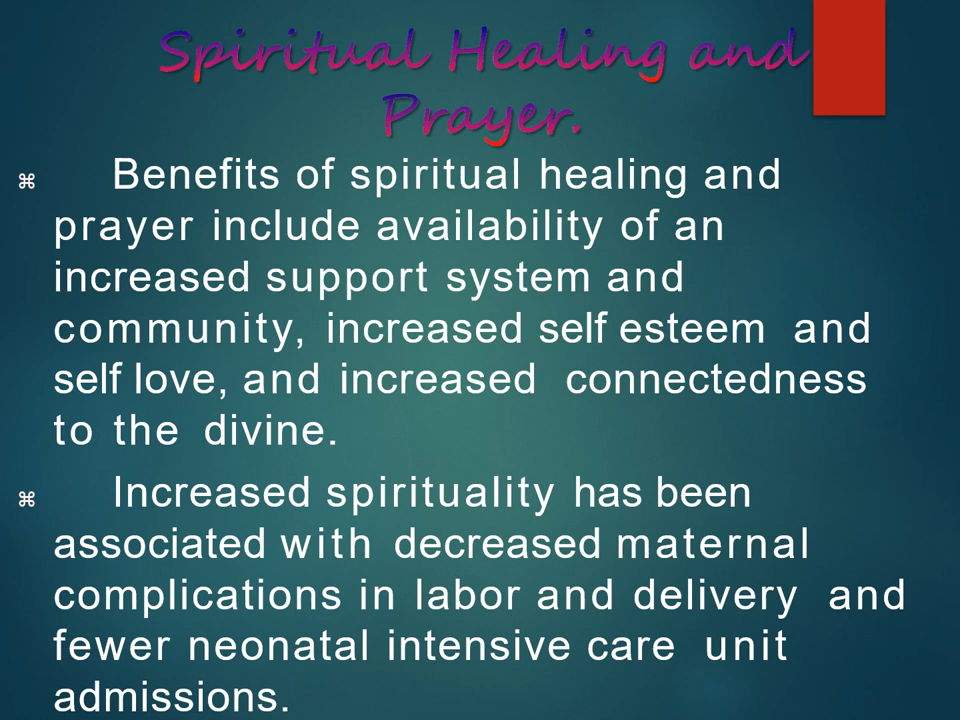 Spiritual Healing and
Prayer.
⌘ Benefits of spiritual healing and
prayer include availability of an
increased support system and
community, increased self esteem and
self love, and increased connectedness
to the divine.
⌘ Increased spirituality has been
associated with decreased maternal
complications in labor and delivery and
fewer neonatal intensive care unit
admissions.